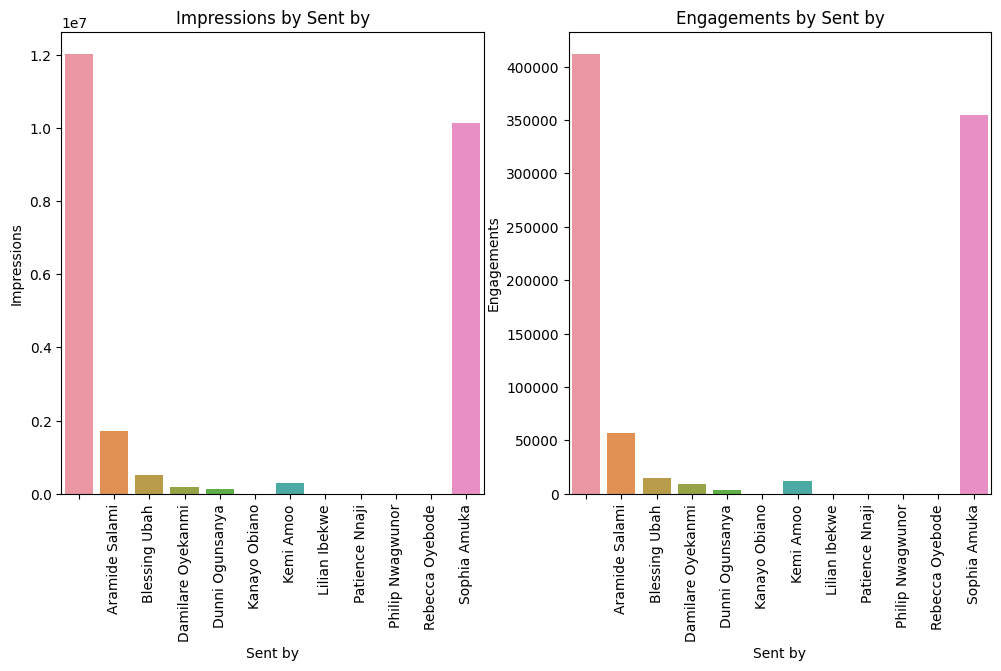 Impressions by Sent by
1e7
1.2
1.0
0.8
0.6
0.4
0.2
0.0
Impressions
Aramide Salami
Blessing Ubah
Damilare Oyekanmi
Dunni Ogunsanya
Kanayo Obiano
Kemi Amoo
Lilian Ibekwe
Patience Nnaji
Philip Nwagwunor
Rebecca Oyebode
Sophia Amuka
Sent by
Engagements by Sent by
400000
350000
300000
250000
200000
150000
100000
50000
0
Engagements
Aramide Salami
Blessing Ubah
Damilare Oyekanmi
Dunni Ogunsanya
Kanayo Obiano
Kemi Amoo
Lilian Ibekwe
Patience Nnaji
Philip Nwagwunor
Rebecca Oyebode
Sophia Amuka
Sent by